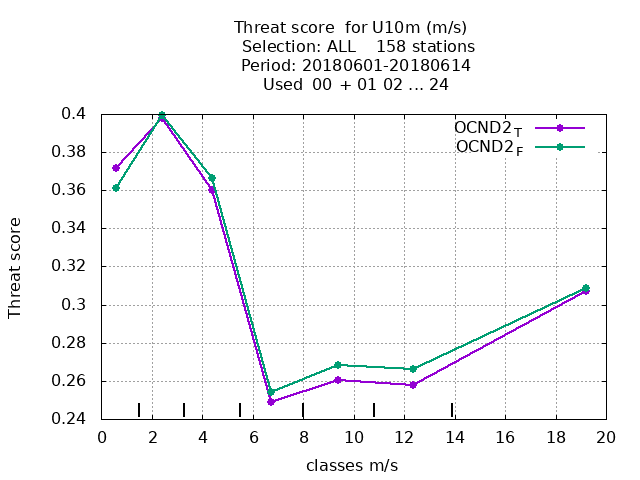 Threat score  for U10m (m/s)
Selection: ALL    158 stations
Period: 20180601-20180614
Used  00 + 01 02 ... 24
OCND2 T
OCND2 F
0.4
0.38
0.36
0.34
0.32
0.3
0.28
0.26
0.24
Threat score
0 2 4 6 8 10 12 14 16 18 20
classes m/s